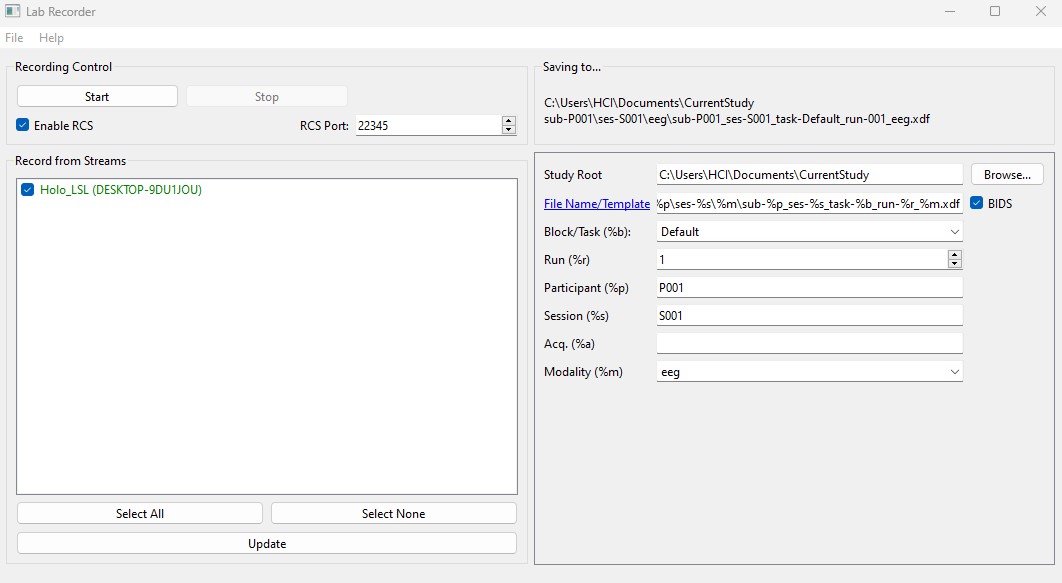 Lab Recorder
File Help
Recording Control
Start Stop
Enable RCS RCS Port: 22345
Record from Streams
Holo_LSL (DESKTOP-9DU1JOU)
Select All Select None
Update
Saving to...
C:\Users\HCI\Documents\CurrentStudy
sub-P001\ses-S001\eeg\sub-P001_ses-S001_task-Default_run-001_eeg.xdf
Study Root C:\Users\HCI\Documents\CurrentStudy Browse...
File Name/Template %p\ses-%s\%m\sub-%p_ses-%s_task-%b_run-%r_%m.xdf BIDS
Block/Task (%b): Default
Run (%r) 1
Participant (%p) P001
Session (%s) S001
Acq. (%a)
Modality (%m) eeg